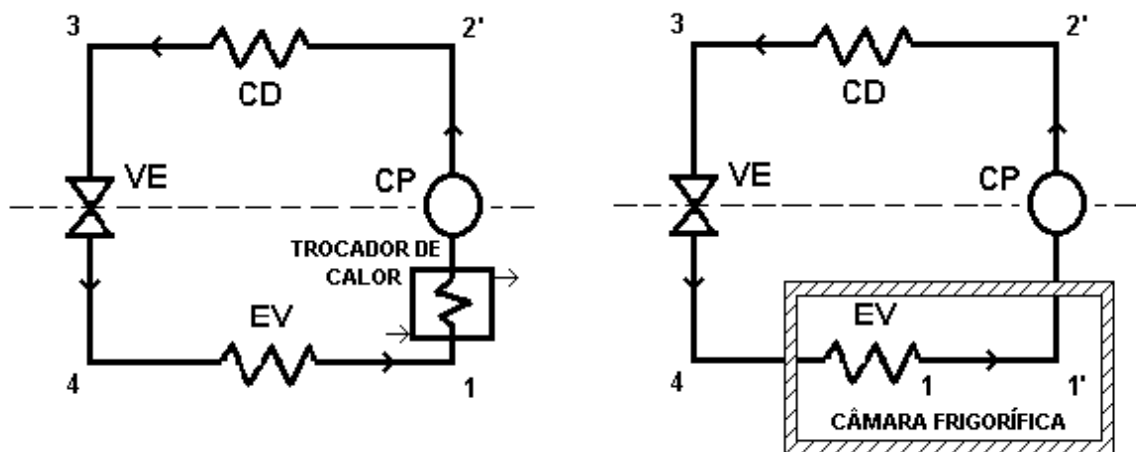 3
2'
CD
VE
CP
TROCADOR DE
CALOR
EV
4
1
3
2'
CD
VE
CP
EV
4
1
1'
CÂMARA FRIGORÍFICA